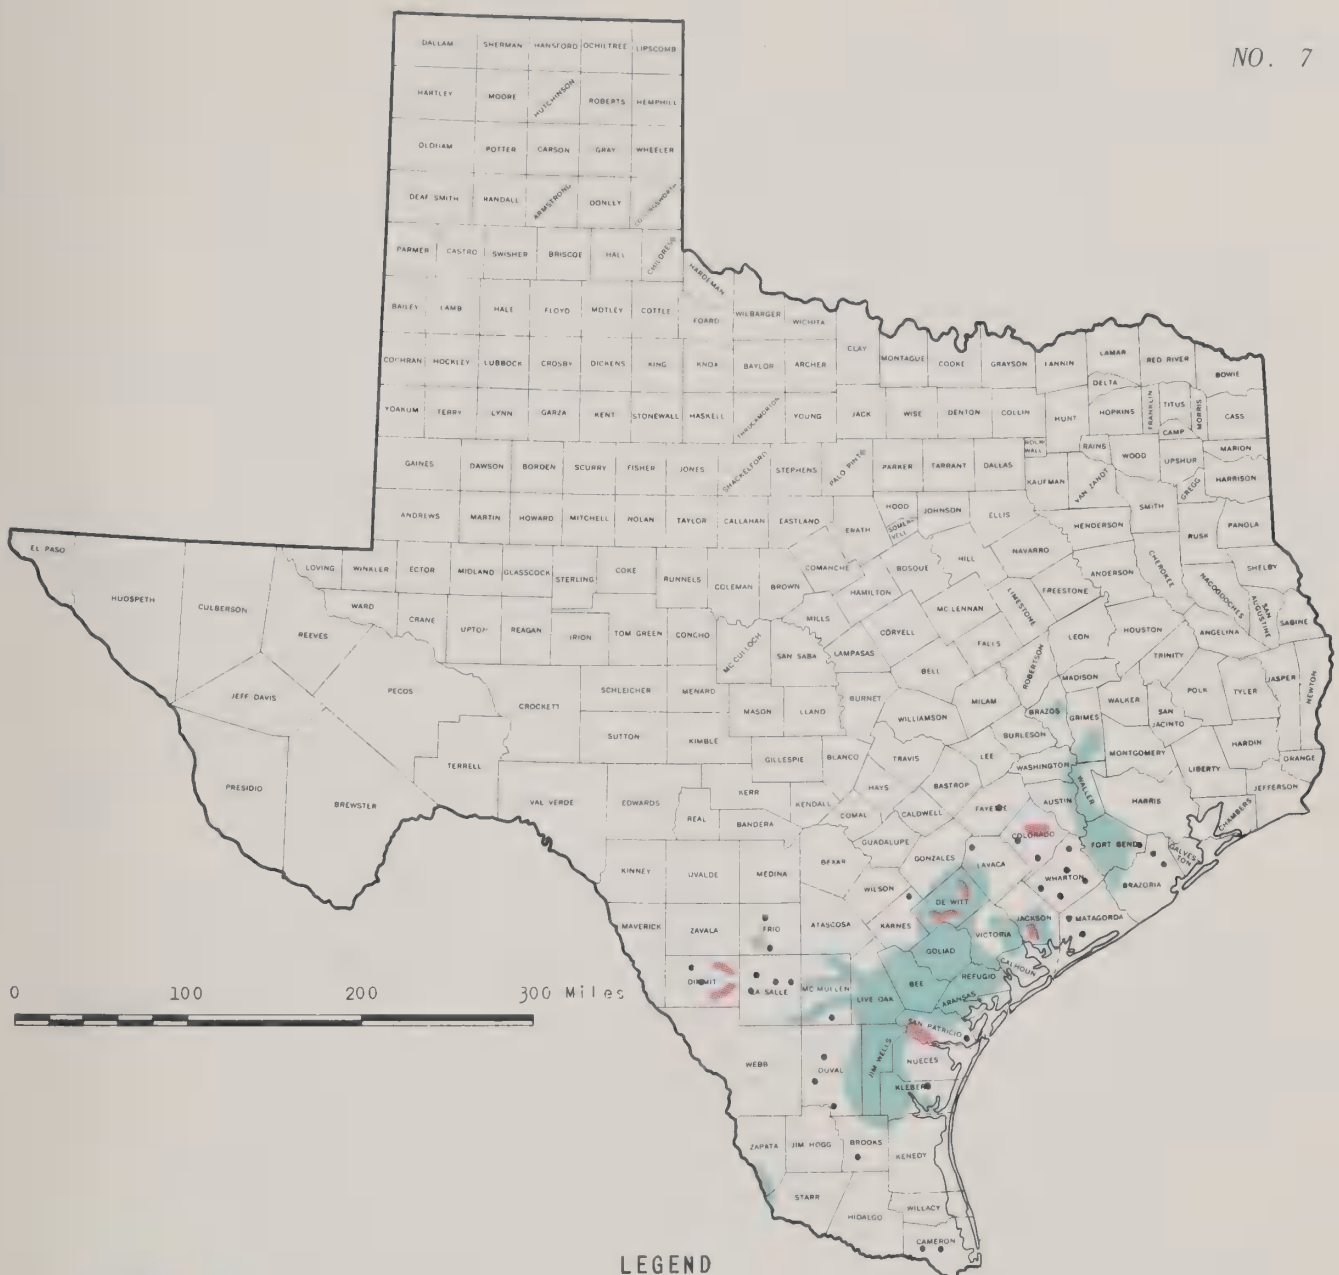 NO. 7
DALLAM SHERMAN HANSFORD OCHILTREE LIPSCOMB
HARTLEY MOORE HUTCHINSON ROBERTS HEMPHILL
OLDHAM POTTER CARSON GRAY WHEELER
DEAF SMITH RANDALL ARMSTRONG DONLEY
PARMER CASTRO SWISHER BRISCOE HALL CHILDRESS HARDEMAN
BAILEY LAMB HALE FLOYD MOTLEY COTTLE FOARD WILBARGER WICHITA
COCHRAN HOCKLEY LUBBOCK CROSBY DICKENS KING KNOX BAYLOR ARCHER CLAY MONTAGUE COOKE GRAYSON FANNIN LAMAR RED RIVER BOWIE
DELTA
YOAKUM TERRY LYNN GARZA KENT STONEWALL HASKELL THROCKMORTON YOUNG JACK WISE DENTON COLLIN HUNT HOPKINS FRANKLIN TITUS MORRIS CASS
CAMP
GAINES DAWSON BORDEN SCURRY FISHER JONES SHACKELFORD STEPHENS PALO PINTO PARKER TARRANT DALLAS ROCK-WALL RAINS WOOD UPSHUR MARION
KAUFMAN VAN ZANDT GREGG HARRISON
ANDREWS MARTIN HOWARD MITCHELL NOLAN TAYLOR CALLAHAN EASTLAND ERATH HOOD SOMER-VELL JOHNSON ELLIS HENDERSON SMITH RUSK PANOLA
EL PASO HUDSPETH CULBERSON LOVING WINKLER ECTOR MIDLAND GLASSCOCK STERLING COKE RUNNELS COLEMAN BROWN COMANCHE BOSQUE HILL NAVARRO ANDERSON CHEROKEE NACOGDOCHES SHELBY
HAMILTON LIMESTONE FREESTONE SAN AUGUSTINE SABINE
WARD REEVES CRANE UPTON REAGAN IRION TOM GREEN CONCHO MC CULLOCH SAN SABA MILLS LAMPASAS CORYELL MC LENNAN FALLS LEON HOUSTON ANGELINA
JEFF DAVIS PECOS CROCKETT SCHLEICHER MENARD MASON LLANO BURNET BELL MILAM ROBERTSON MADISON TRINITY POLK TYLER JASPER NEWTON
SUTTON KIMBLE WILLIAMSON BRAZOS GRIMES WALKER SAN JACINTO HARDIN
PRESIDIO BREWSTER TERRELL VAL VERDE EDWARDS GILLESPIE BLANCO TRAVIS LEE BURLESON WASHINGTON MONTGOMERY LIBERTY ORANGE
KERR KENDALL HAYS BASTROP AUSTIN WALLER HARRIS CHAMBERS JEFFERSON
REAL BANDERA COMAL CALDWELL FAYETTE COLORADO FORT BEND GALVES-TON
KINNEY UVALDE MEDINA BEXAR GUADALUPE GONZALES LAVACA WHARTON BRAZORIA
WILSON DE WITT
MAVERICK ZAVALA FRIO ATASCOSA KARNES VICTORIA JACKSON MATAGORDA
DIMMIT LA SALLE MC MULLEN LIVE OAK BEE GOLIAD REFUGIO CALHOUN
ARANSAS
SAN PATRICIO
WEBB DUVAL JIM WELLS NUECES
KLEBERG
ZAPATA JIM HOGG BROOKS KENEDY
STARR HIDALGO WILLACY
CAMERON
0 100 200 300 Miles
LEGEND